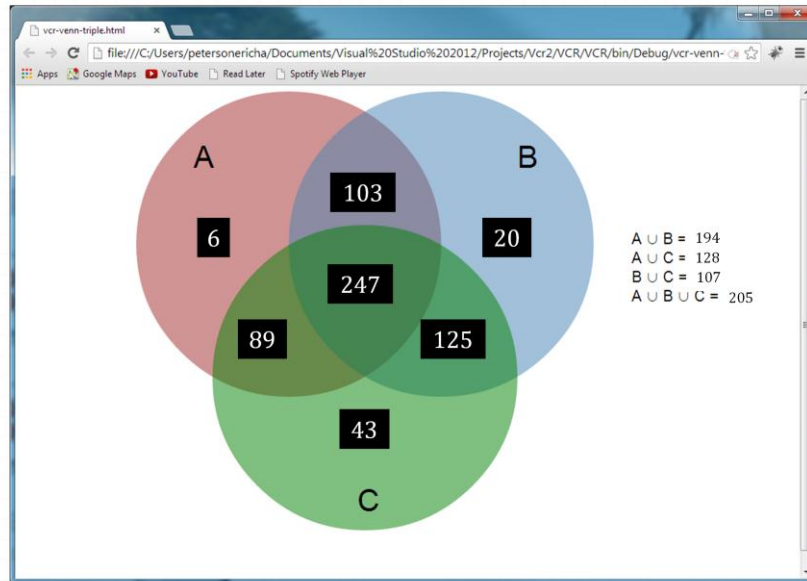 vcr-venn-triple.html
file:///C:/Users/petersonericha/Documents/Visual%20Studio%202012/Projects/Vcr2/VCR/VCR/bin/Debug/vcr-venn-
Apps Google Maps YouTube Read Later Spotify Web Player
A
B
103
6
20
A ∪ B = 194
A ∪ C = 128
B ∪ C = 107
A ∪ B ∪ C = 205
247
89
125
43
C